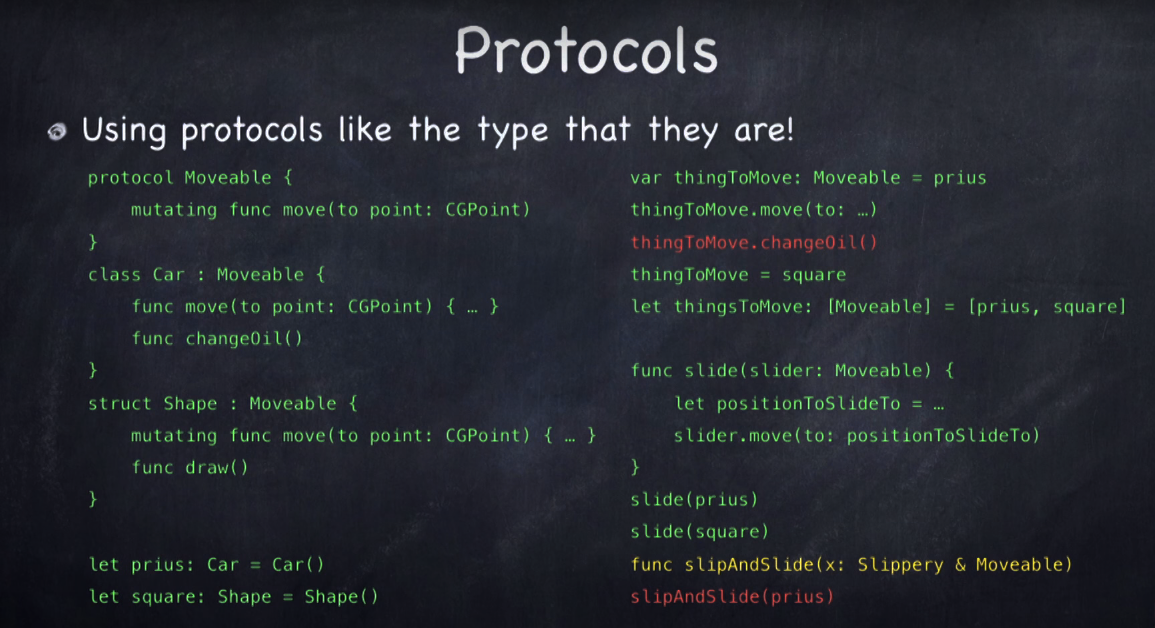 Protocols
Using protocols like the type that they are!
protocol Moveable {
    mutating func move(to point: CGPoint)
}
class Car : Moveable {
    func move(to point: CGPoint) { … }
    func changeOil()
}
struct Shape : Moveable {
    mutating func move(to point: CGPoint) { … }
    func draw()
}
let prius: Car = Car()
let square: Shape = Shape()
var thingToMove: Moveable = prius
thingToMove.move(to: …)
thingToMove.changeOil()
thingToMove = square
let thingsToMove: [Moveable] = [prius, square]
func slide(slider: Moveable) {
    let positionToSlideTo = …
    slider.move(to: positionToSlideTo)
}
slide(prius)
slide(square)
func slipAndSlide(x: Slippery & Moveable)
slipAndSlide(prius)